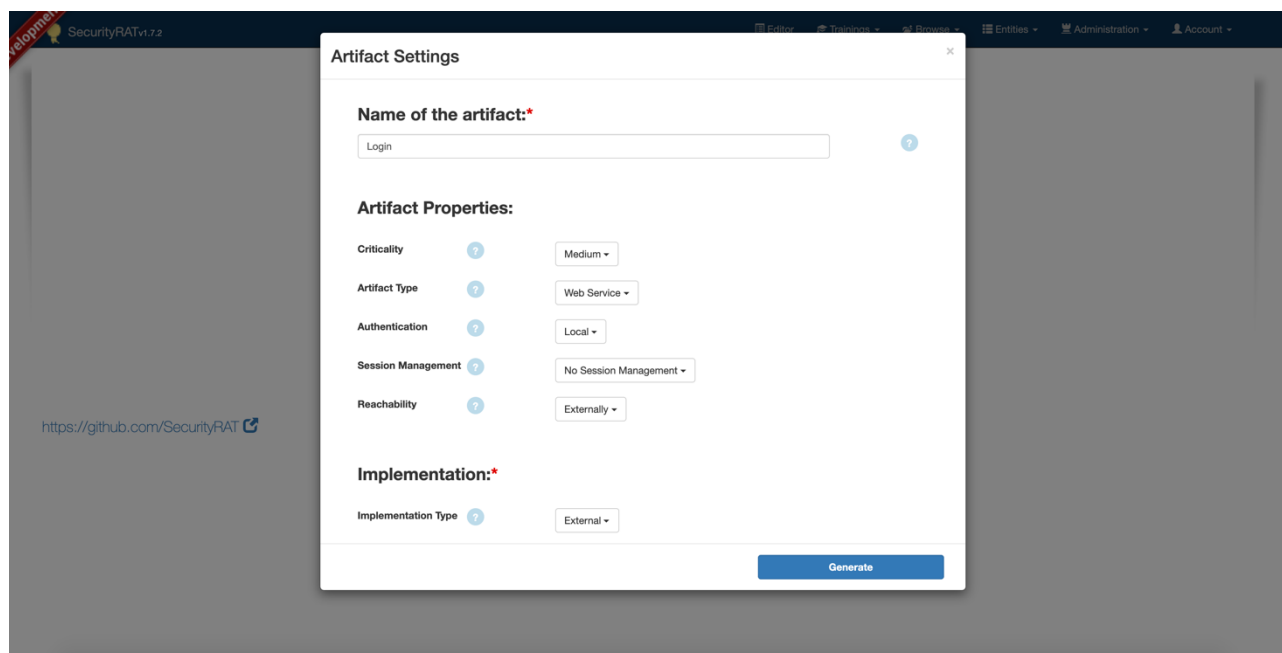 velopmen
SecurityRATv1.7.2
Editor Trainings Browse Entities Administration Account
Artifact Settings ×
Name of the artifact:*
Login ?
Artifact Properties:
Criticality ? Medium
Artifact Type ? Web Service
Authentication ? Local
Session Management ? No Session Management
Reachability ? Externally
https://github.com/SecurityRAT
Implementation:*
Implementation Type ? External
Generate